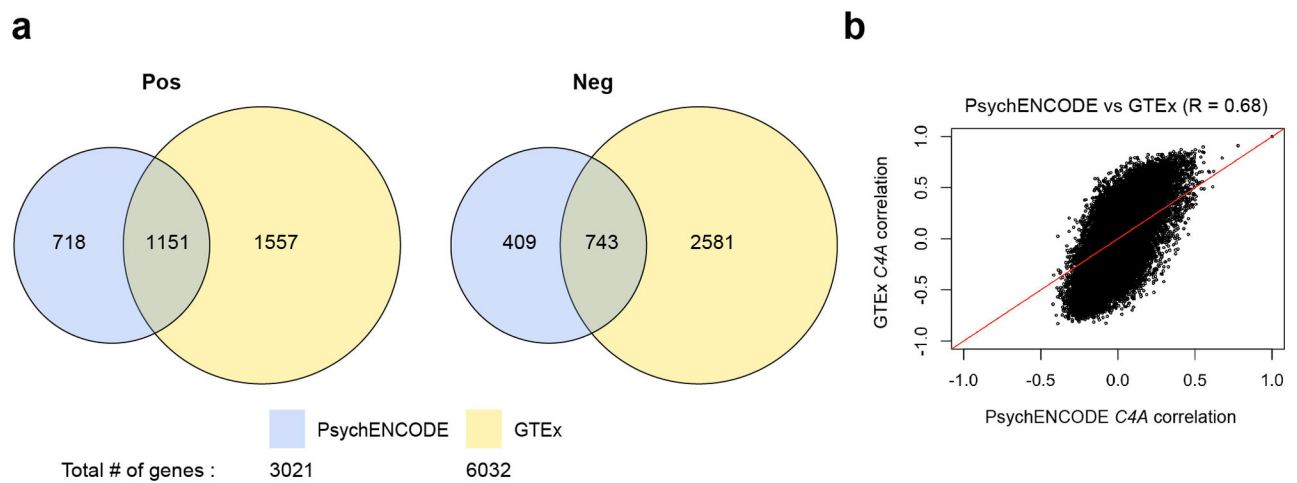 a
Pos
718
1151
1557
Neg
409
743
2581
PsychENCODE
GTEx
Total # of genes :
3021
6032
b
PsychENCODE vs GTEx (R = 0.68)
GTEx C4A correlation
1.0
0.5
0.0
-0.5
-1.0
-1.0
-0.5
0.0
0.5
1.0
PsychENCODE C4A correlation